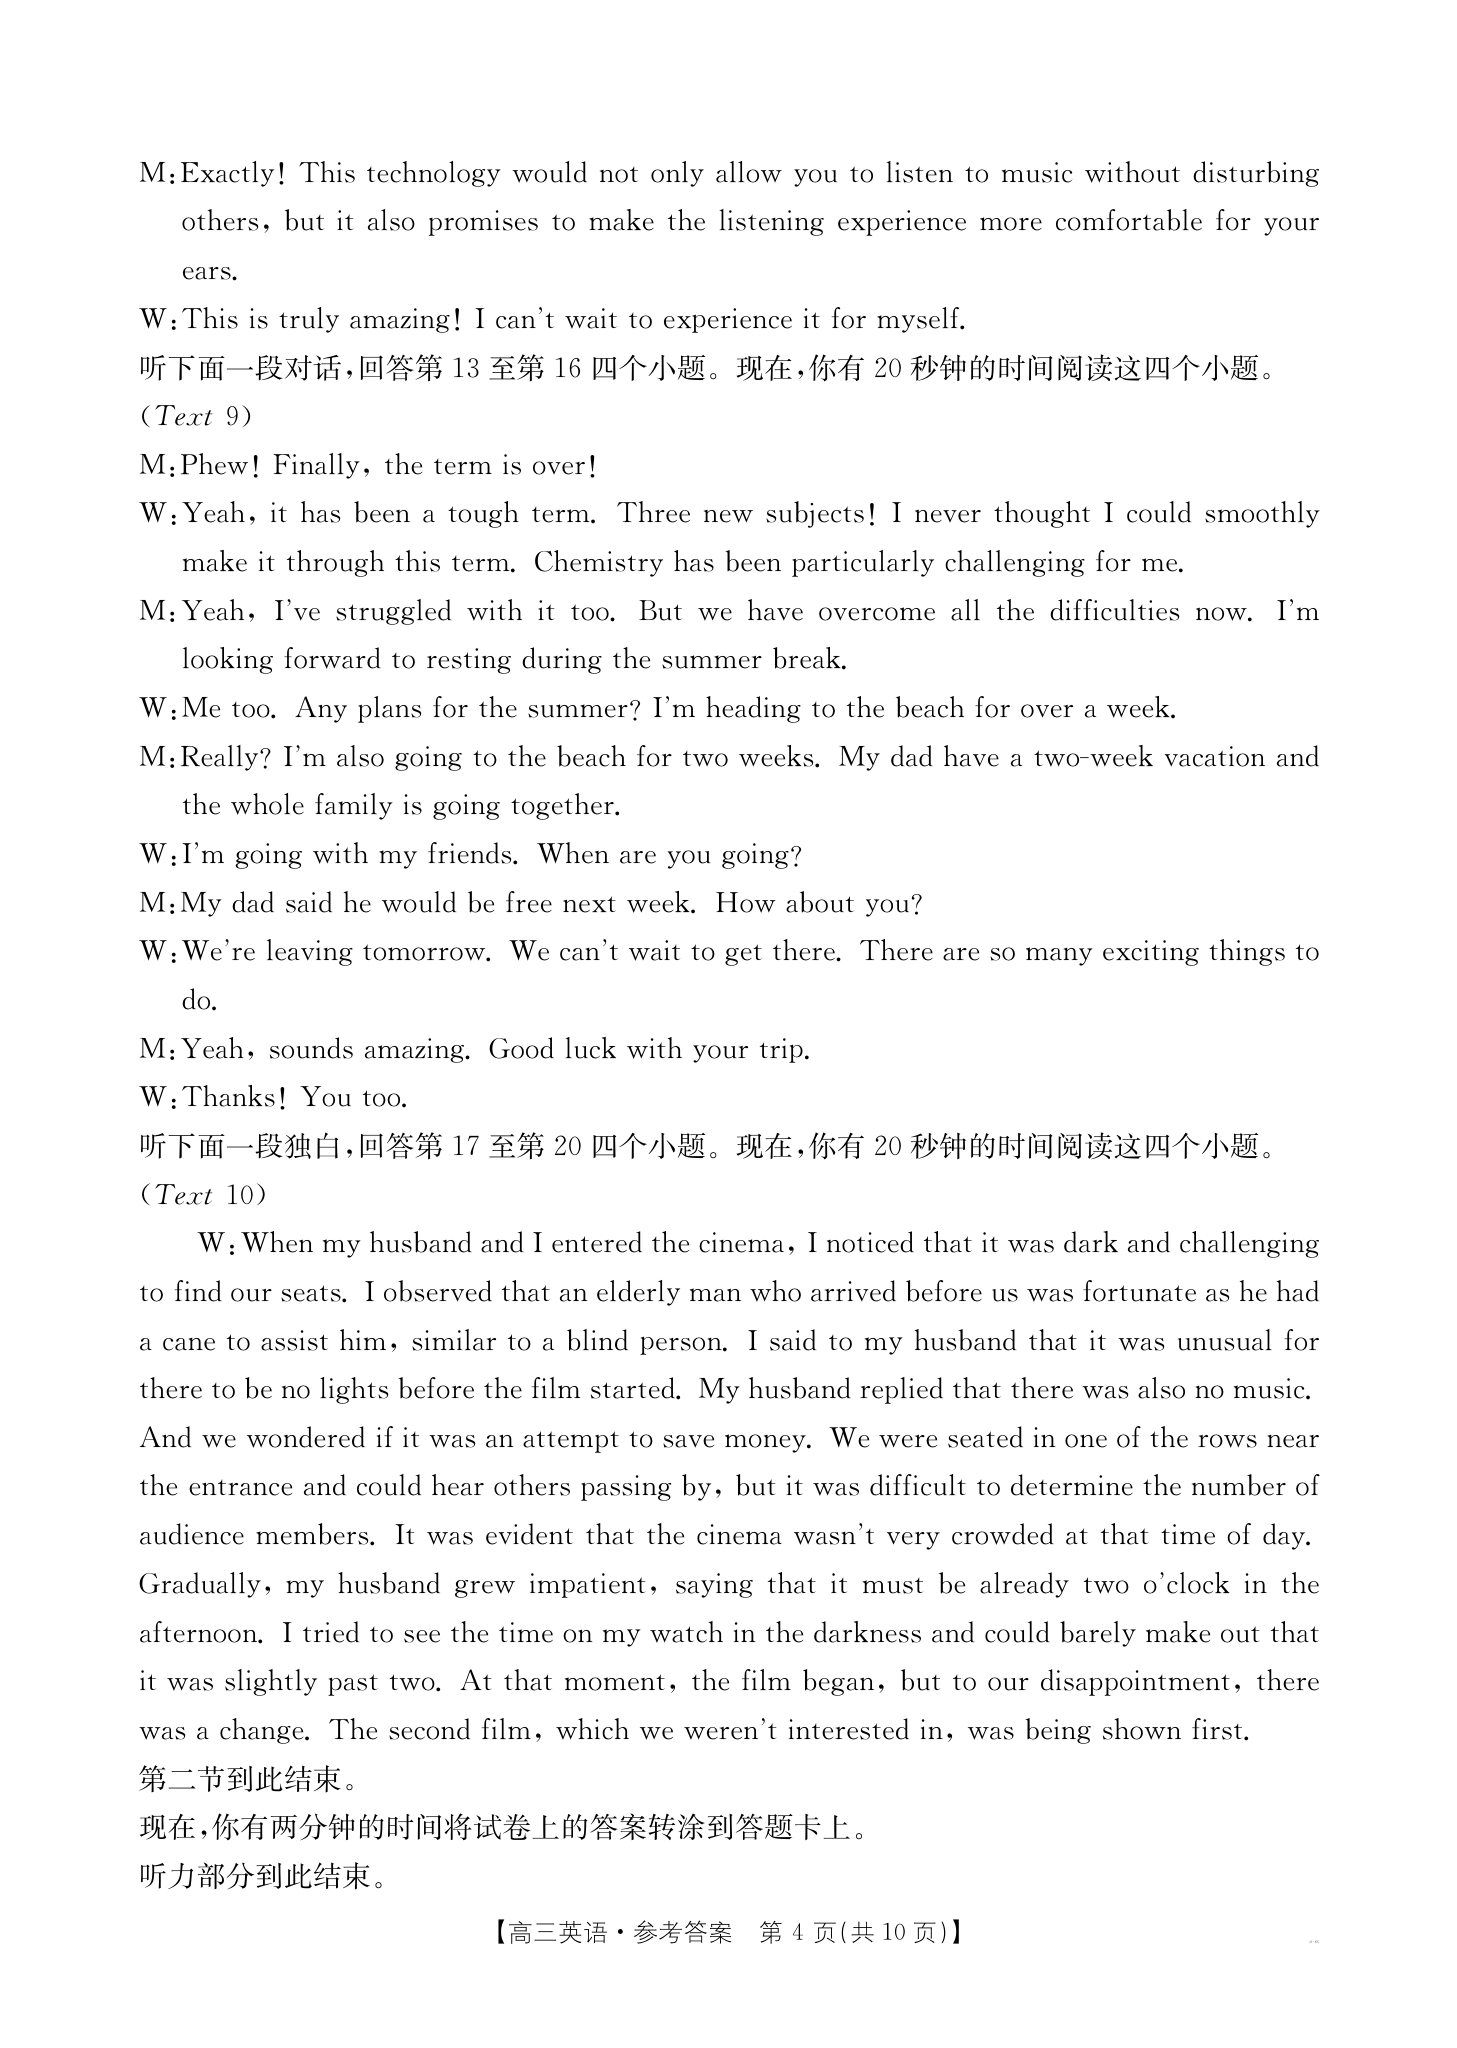 M:Exactly! This technology would not only allow you to listen to music without disturbing
others, but it also promises to make the listening experience more comfortable for your
ears.
W:This is truly amazing! I can't wait to experience it for myself.
听下面一段对话,回答第 13 至第 16 四个小题。现在,你有 20 秒钟的时间阅读这四个小题。
(Text 9)
M:Phew! Finally, the term is over!
W:Yeah, it has been a tough term. Three new subjects! I never thought I could smoothly
make it through this term. Chemistry has been particularly challenging for me.
M:Yeah, I've struggled with it too. But we have overcome all the difficulties now. I'm
looking forward to resting during the summer break.
W:Me too. Any plans for the summer? I'm heading to the beach for over a week.
M:Really? I'm also going to the beach for two weeks. My dad have a two-week vacation and
the whole family is going together.
W:I'm going with my friends. When are you going?
M:My dad said he would be free next week. How about you?
W:We're leaving tomorrow. We can't wait to get there. There are so many exciting things to
do.
M:Yeah, sounds amazing. Good luck with your trip.
W:Thanks! You too.
听下面一段独白,回答第 17 至第 20 四个小题。现在,你有 20 秒钟的时间阅读这四个小题。
(Text 10)
W:When my husband and I entered the cinema, I noticed that it was dark and challenging
to find our seats. I observed that an elderly man who arrived before us was fortunate as he had
a cane to assist him, similar to a blind person. I said to my husband that it was unusual for
there to be no lights before the film started. My husband replied that there was also no music.
And we wondered if it was an attempt to save money. We were seated in one of the rows near
the entrance and could hear others passing by, but it was difficult to determine the number of
audience members. It was evident that the cinema wasn't very crowded at that time of day.
Gradually, my husband grew impatient, saying that it must be already two o'clock in the
afternoon. I tried to see the time on my watch in the darkness and could barely make out that
it was slightly past two. At that moment, the film began, but to our disappointment, there
was a change. The second film, which we weren't interested in, was being shown first.
第二节到此结束。
现在,你有两分钟的时间将试卷上的答案转涂到答题卡上。
听力部分到此结束。
【高三英语·参考答案 第 4 页(共 10 页)】